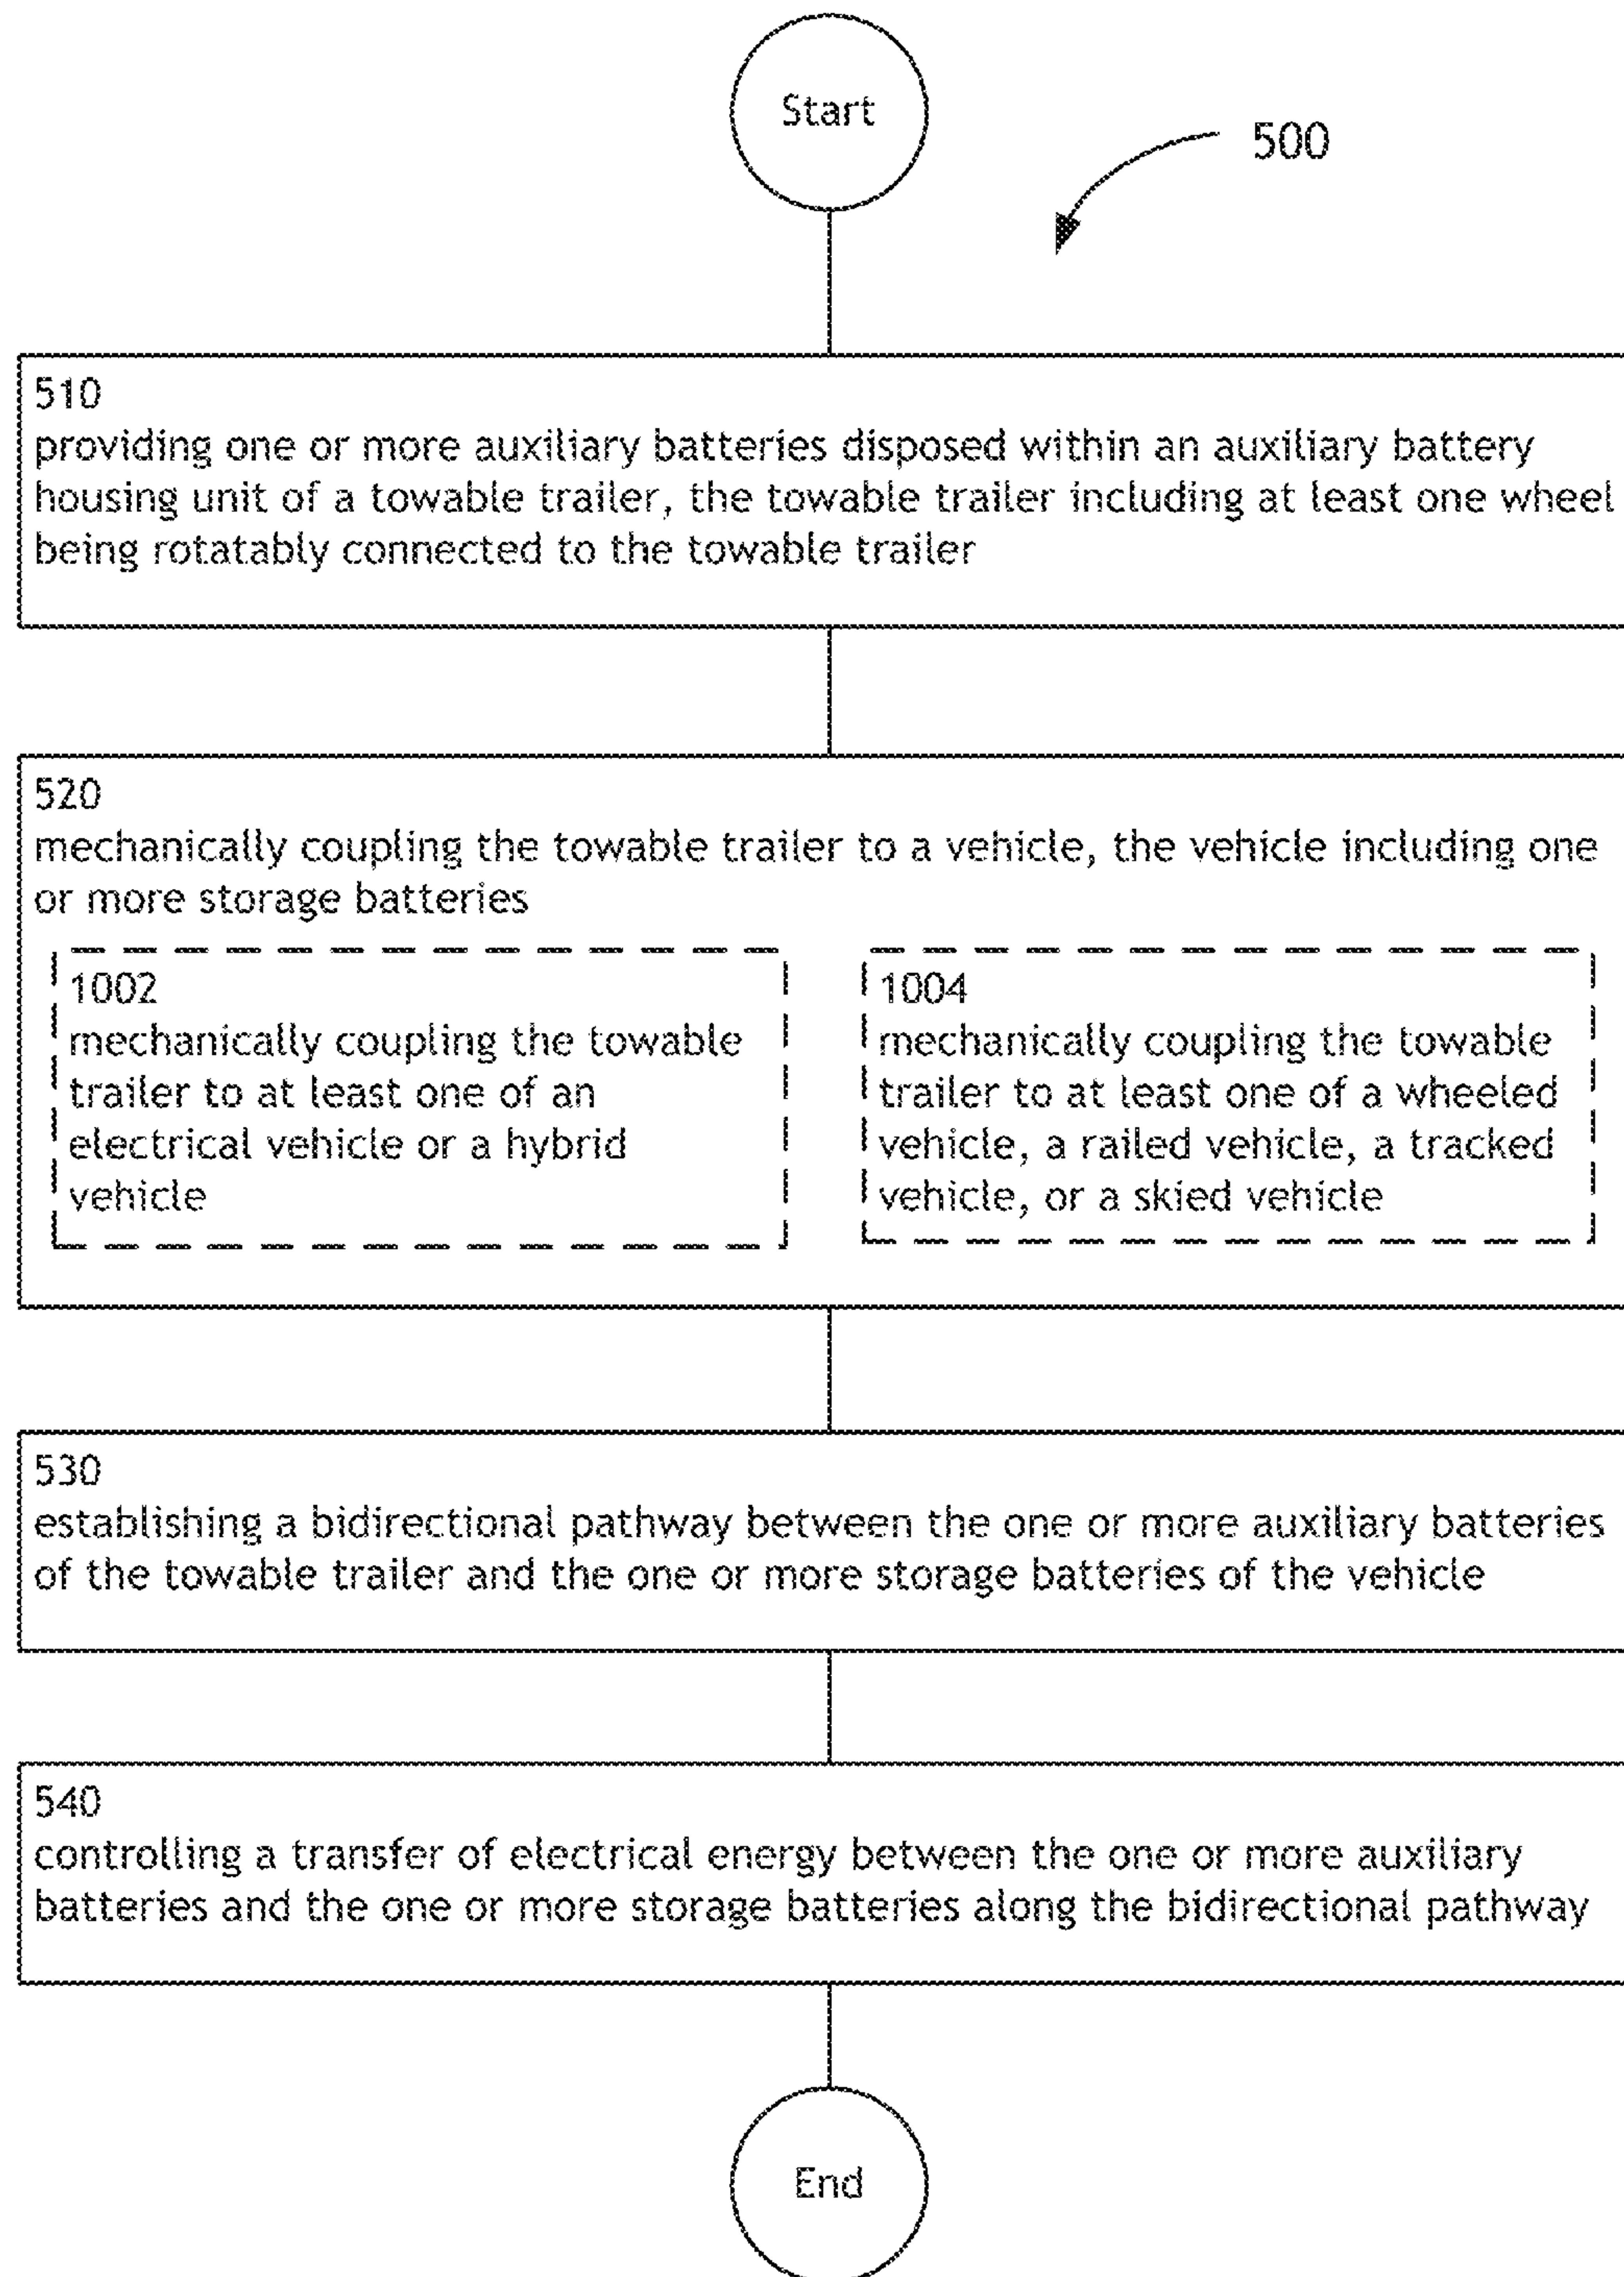 Start
500
510
providing one or more auxiliary batteries disposed within an auxiliary battery
housing unit of a towable trailer, the towable trailer including at least one wheel
being rotatably connected to the towable trailer
520
mechanically coupling the towable trailer to a vehicle, the vehicle including one
or more storage batteries
1002
mechanically coupling the towable
trailer to at least one of an
electrical vehicle or a hybrid
vehicle
1004
mechanically coupling the towable
trailer to at least one of a wheeled
vehicle, a railed vehicle, a tracked
vehicle, or a skied vehicle
530
establishing a bidirectional pathway between the one or more auxiliary batteries
of the towable trailer and the one or more storage batteries of the vehicle
540
controlling a transfer of electrical energy between the one or more auxiliary
batteries and the one or more storage batteries along the bidirectional pathway
End